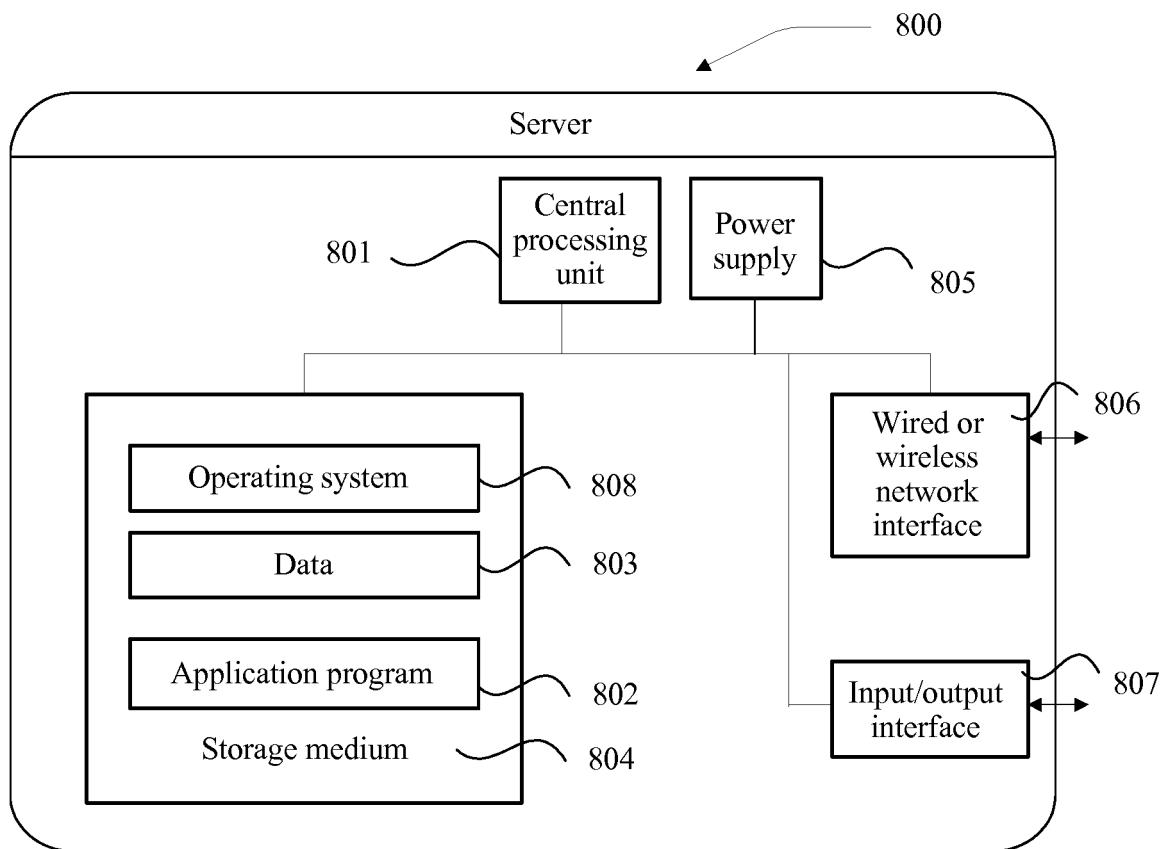 800
Server
Central
processing
unit
801
Power
supply
805
Operating system
808
Data
803
Application program
802
Storage medium
804
Wired or
wireless
network
interface
806
Input/output
interface
807